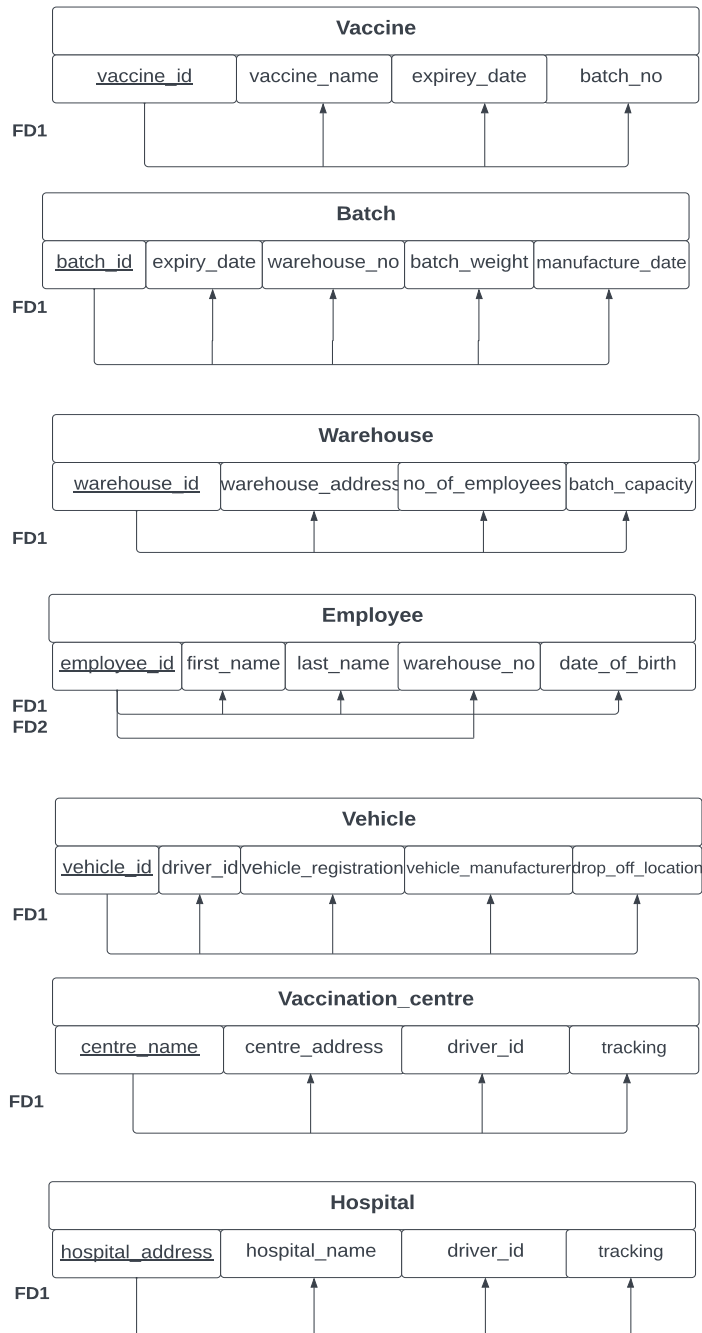 Vaccine
vaccine_id vaccine_name expirey_date batch_no
FD1
Batch
batch_id expiry_date warehouse_no batch_weight manufacture_date
FD1
Warehouse
warehouse_id warehouse_address no_of_employees batch_capacity
FD1
Employee
employee_id first_name last_name warehouse_no date_of_birth
FD1
FD2
Vehicle
vehicle_id driver_id vehicle_registration vehicle_manufacturer drop_off_location
FD1
Vaccination_centre
centre_name centre_address driver_id tracking
FD1
Hospital
hospital_address hospital_name driver_id tracking
FD1